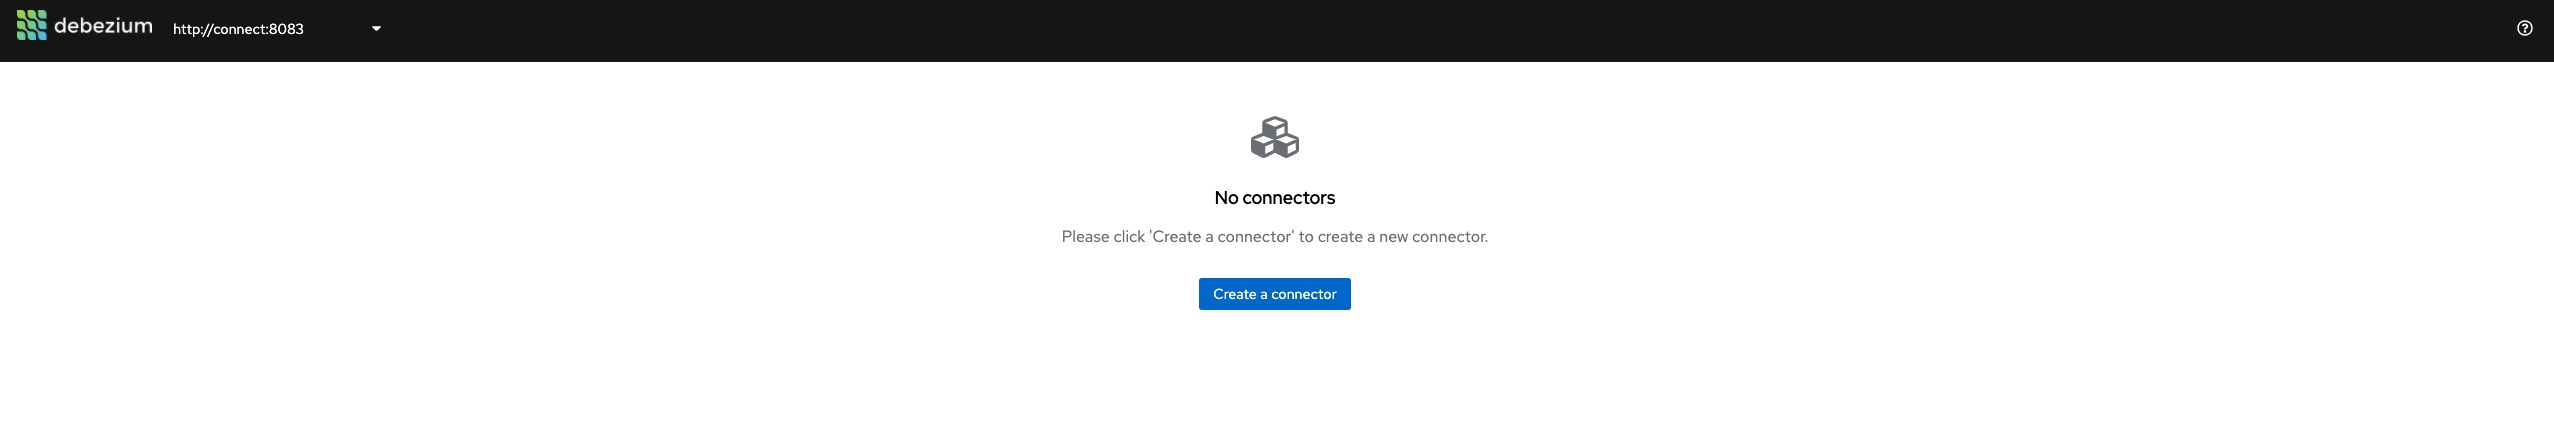 debezium http://connect:8083
No connectors
Please click 'Create a connector' to create a new connector.
Create a connector